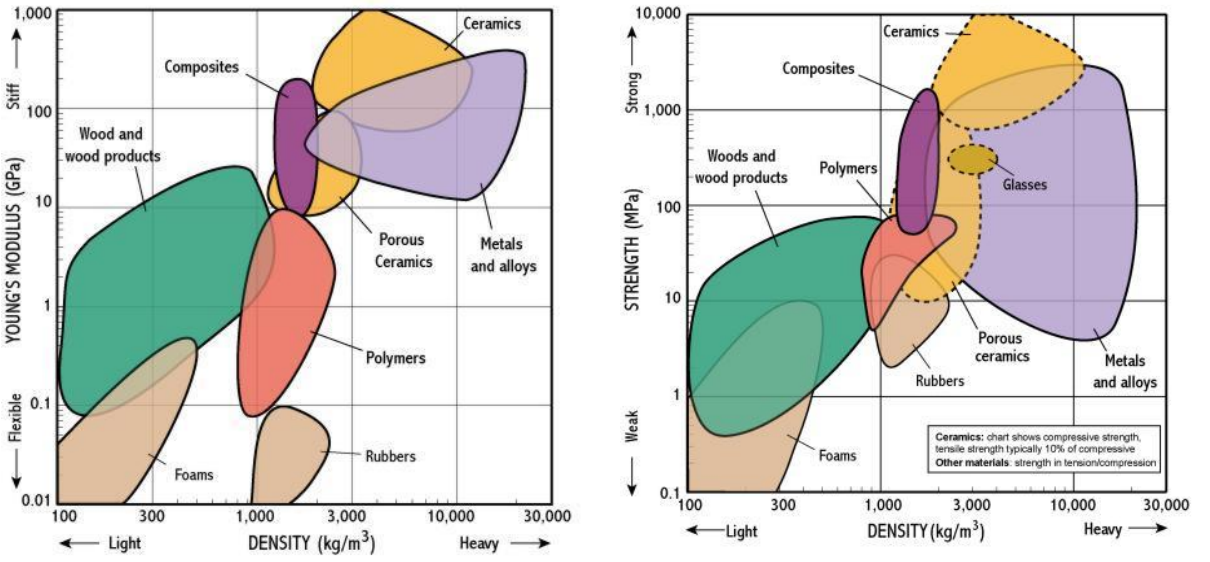 1,000
100
10
1
0.1
0.01
Stiff
YOUNG'S MODULUS (GPa)
Flexible
Ceramics
Composites
Wood and
wood products
Porous
Ceramics
Metals
and alloys
Polymers
Foams
Rubbers
100
300
1,000
3,000
10,000
30,000
Light
DENSITY (kg/m³)
Heavy
10,000
1,000
100
10
1
0.1
Strong
STRENGTH (MPa)
Weak
Ceramics
Composites
Woods and
wood products
Polymers
Glasses
Porous
ceramics
Rubbers
Metals
and alloys
Foams
Ceramics: chart shows compressive strength,
tensile strength typically 10% of compressive
Other materials: strength in tension/compression
100
300
1,000
3,000
10,000
30,000
Light
DENSITY (kg/m³)
Heavy